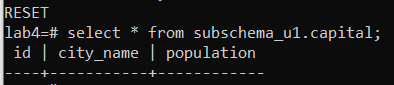 RESET
lab4=# select * from subschema_u1.capital;
 id | city_name | population
----+-----------+------------